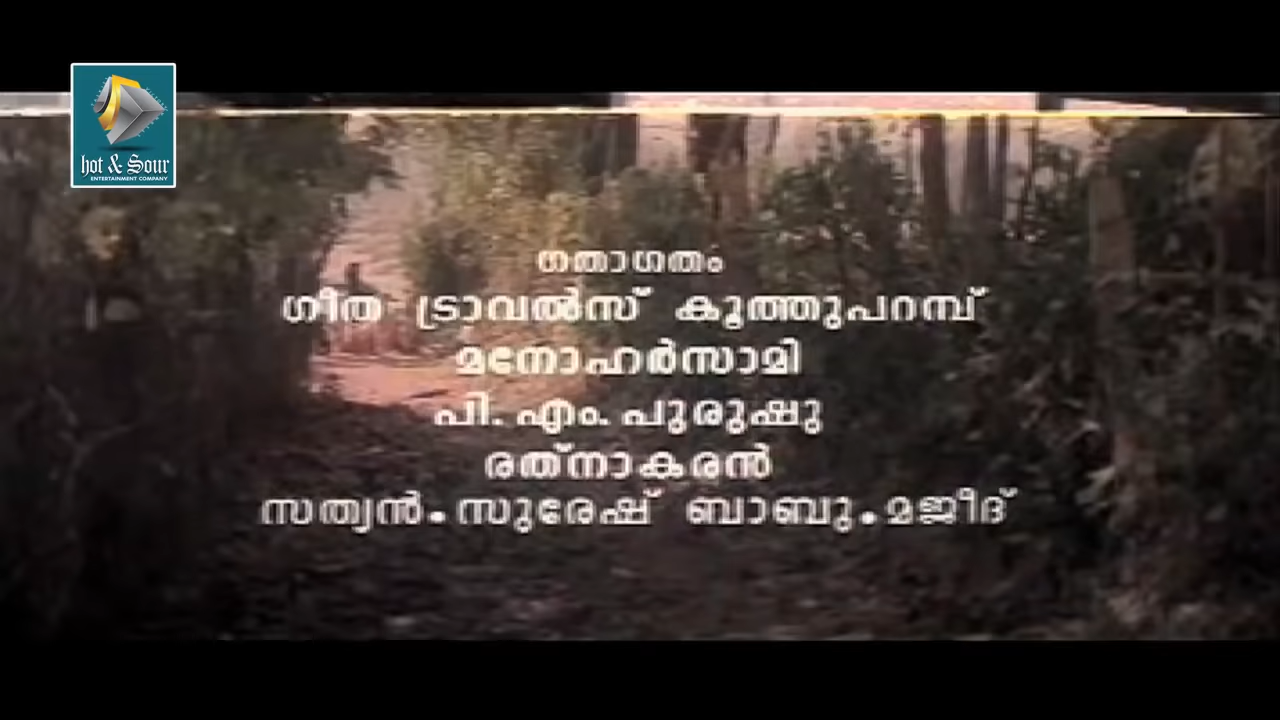 hot & Sour
ENTERTAINMENT COMPANY
ഗതാഗതം
ഗീത ട്രാവൽസ് കൂത്തുപറമ്പ്
മനോഹർസാമി
പി. എം. പുരുഷു
രത്നാകരൻ
സത്യൻ • സുരേഷ് ബാബു • മജീദ്